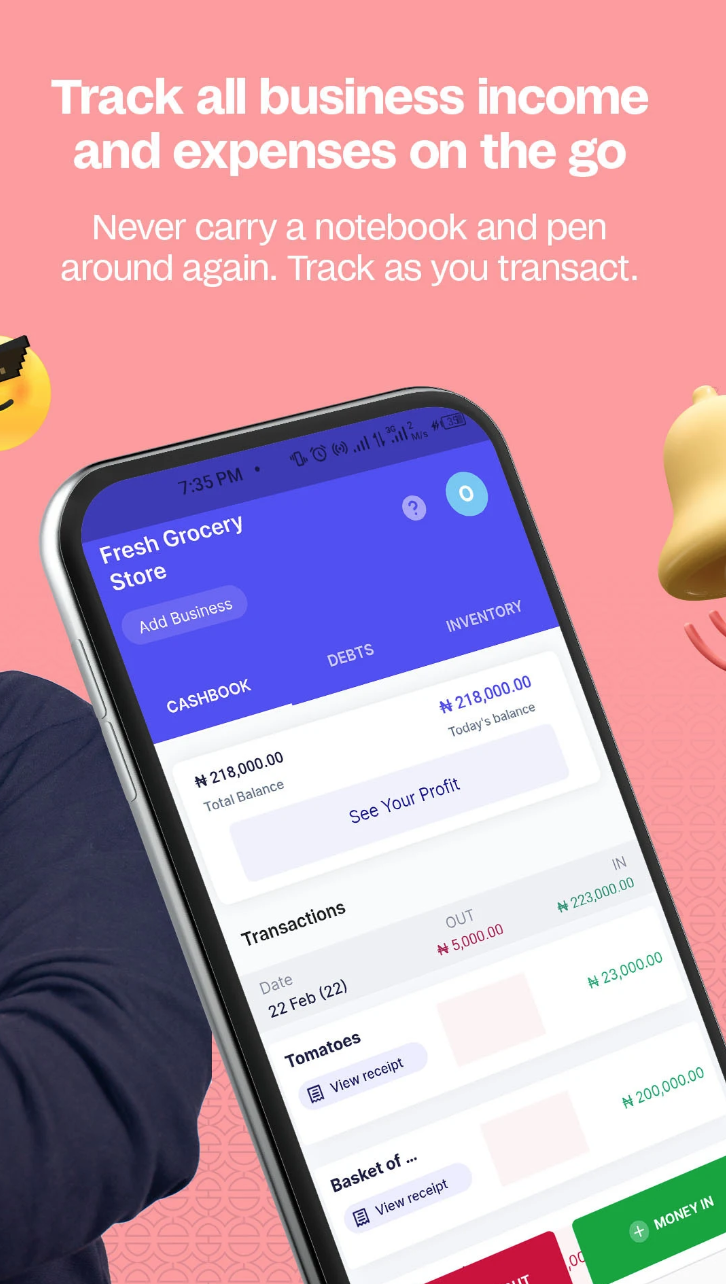 Track all business income
and expenses on the go
Never carry a notebook and pen
around again. Track as you transact.
7:35 PM
3G
2
M/s
Fresh Grocery
Store
?
O
Add Business
CASHBOOK
DEBTS
INVENTORY
₦ 218,000.00
Total Balance
₦ 218,000.00
Today's balance
See Your Profit
Transactions
Date
22 Feb (22)
OUT
₦ 5,000.00
IN
₦ 223,000.00
Tomatoes
View receipt
₦ 23,000.00
Basket of ...
View receipt
₦ 200,000.00
MONEY IN